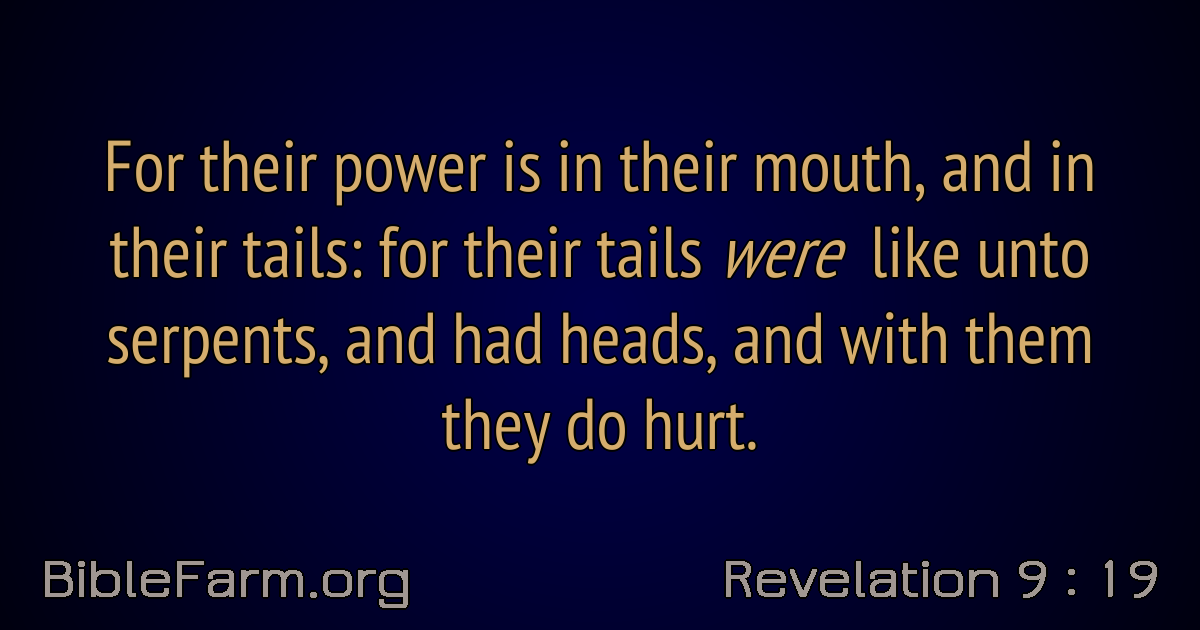 For their power is in their mouth, and in
their tails: for their tails were like unto
serpents, and had heads, and with them
they do hurt.
BibleFarm.org
Revelation 9 : 19